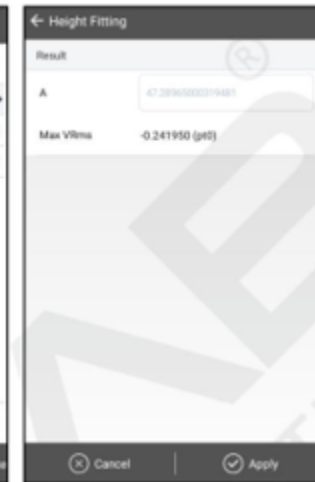 ← Height Fitting
Result
A 47.28965000319481
Max VRms -0.241950 (pt0)
Cancel Apply